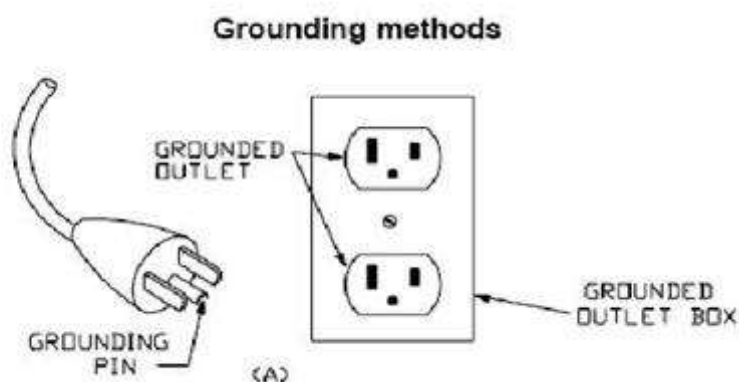 Grounding methods
GROUNDED
OUTLET
GROUNDED
OUTLET BOX
GROUNDING
PIN
(A)